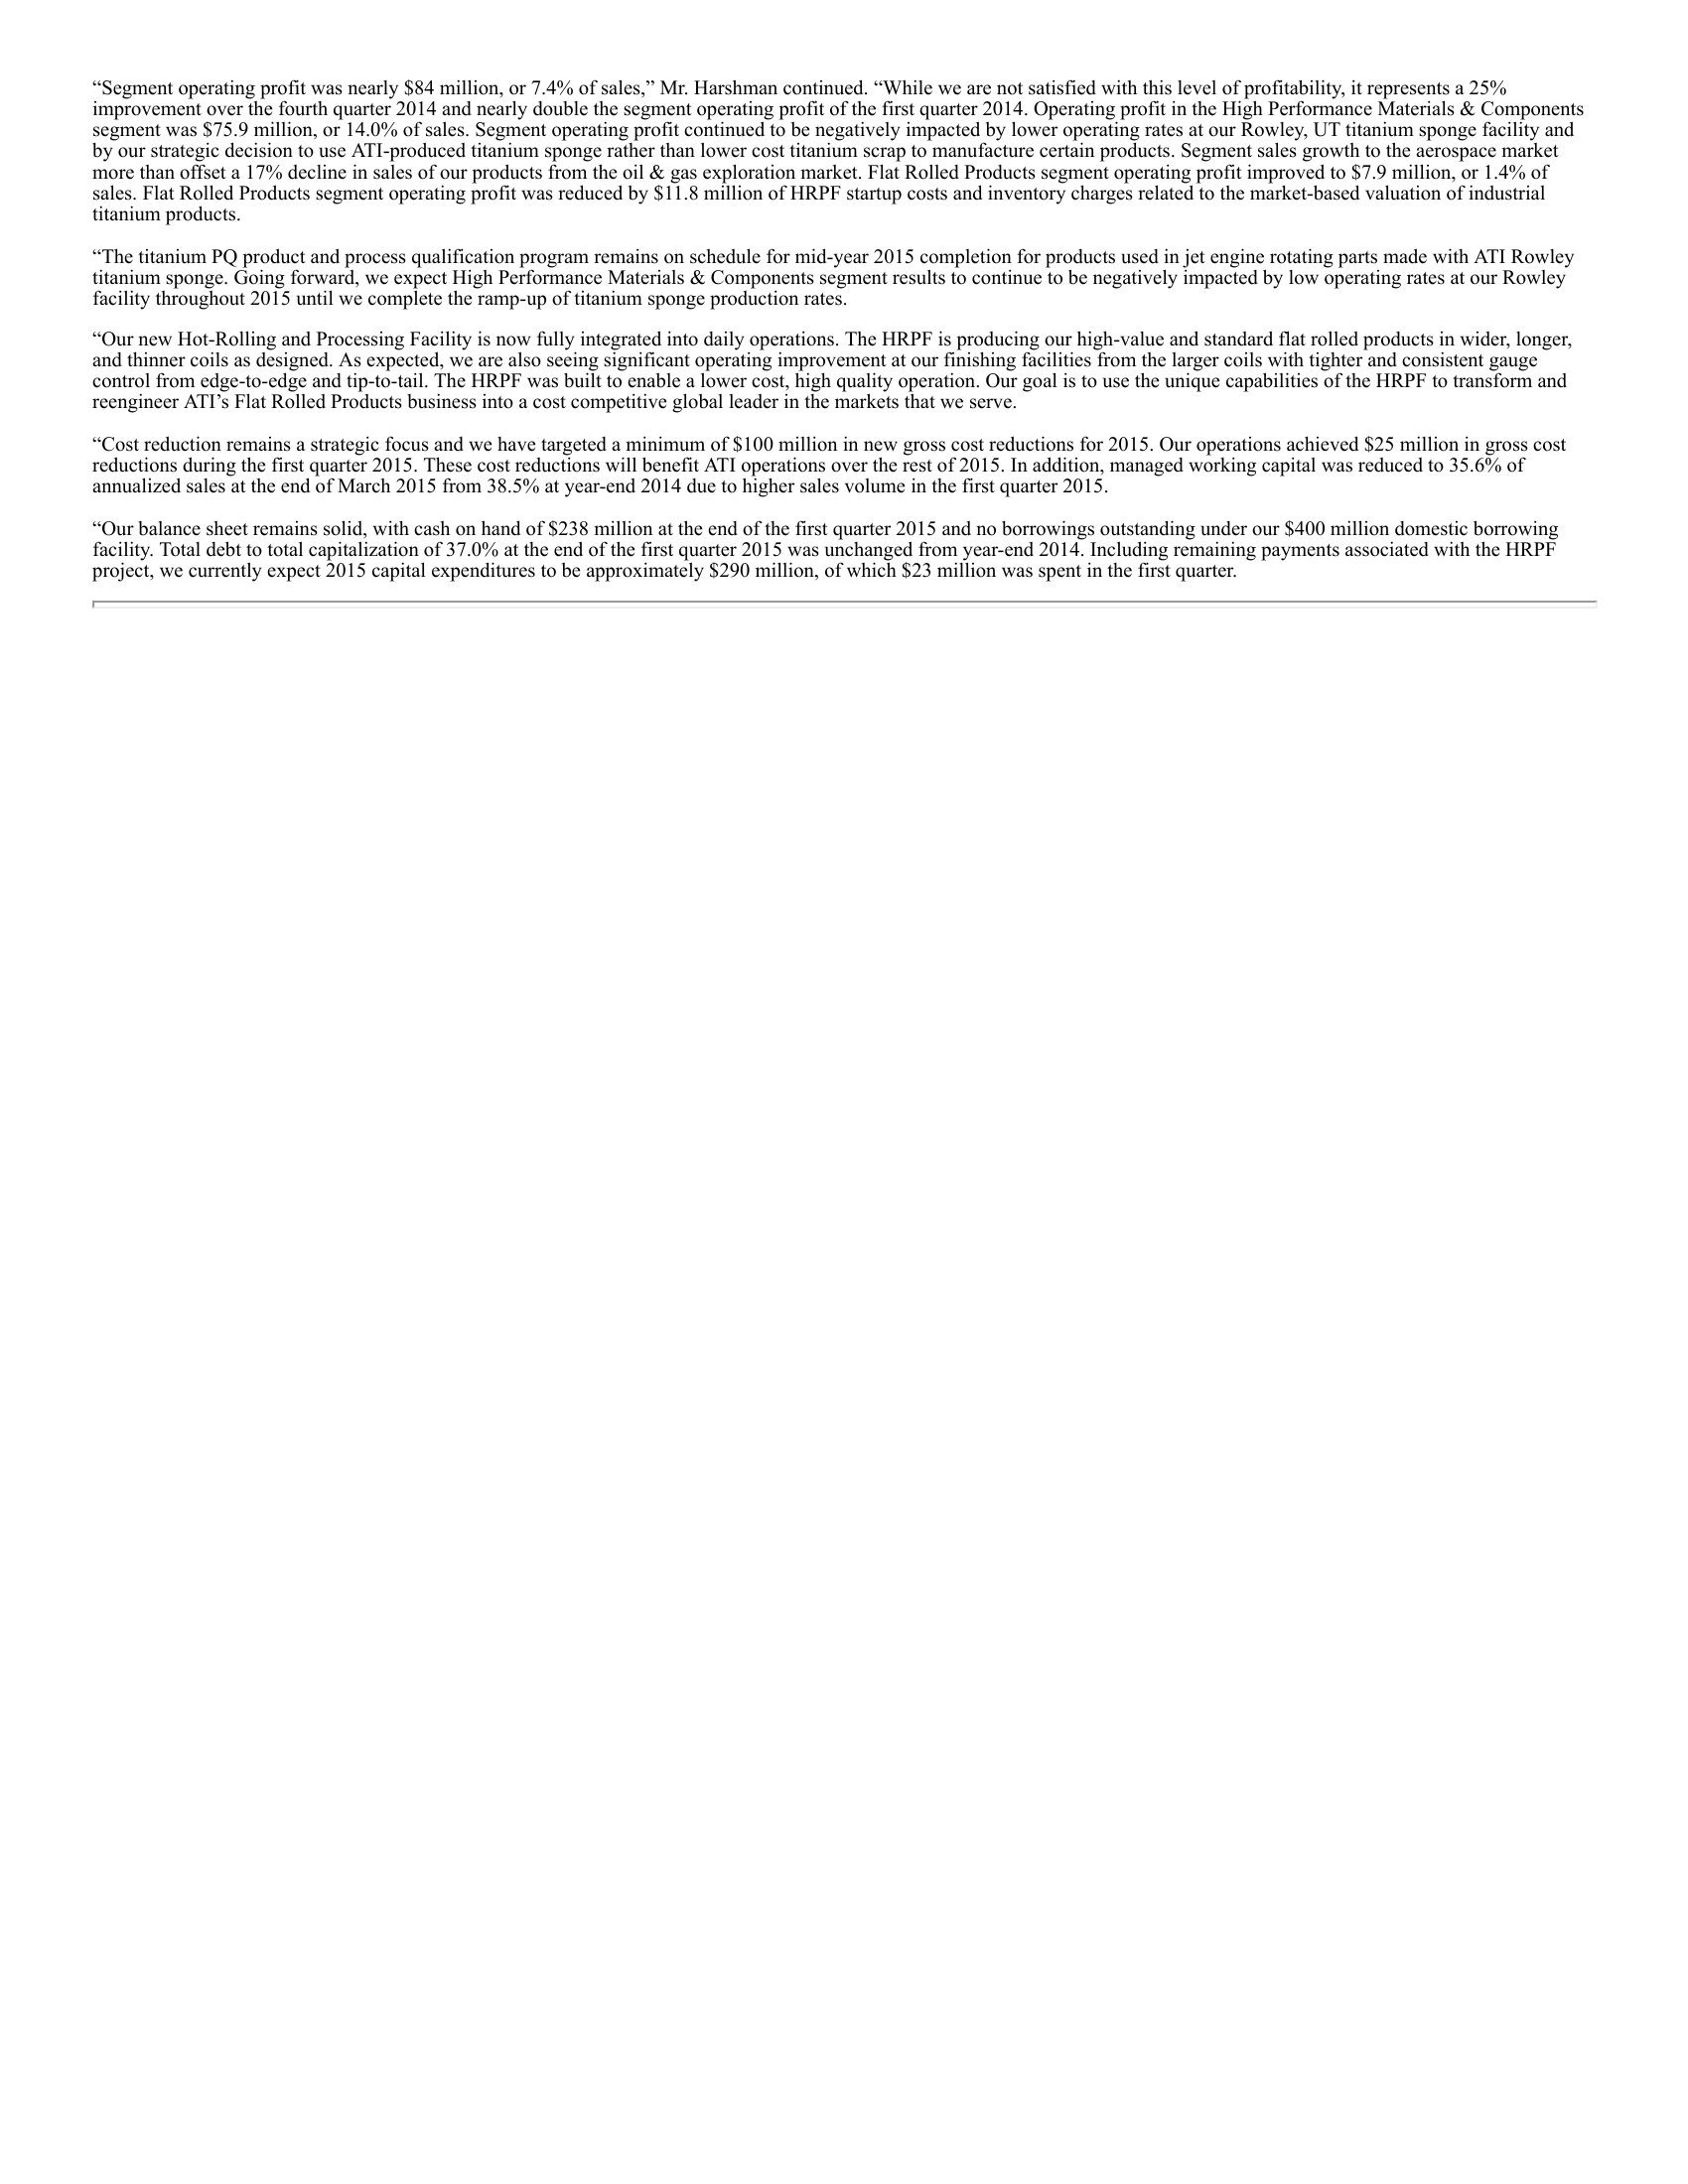 “Segment operating profit was nearly $84 million, or 7.4% of sales,” Mr. Harshman continued. “While we are not satisfied with this level of profitability, it represents a 25%
improvement over the fourth quarter 2014 and nearly double the segment operating profit of the first quarter 2014. Operating profit in the High Performance Materials & Components
segment was $75.9 million, or 14.0% of sales. Segment operating profit continued to be negatively impacted by lower operating rates at our Rowley, UT titanium sponge facility and
by our strategic decision to use ATI-produced titanium sponge rather than lower cost titanium scrap to manufacture certain products. Segment sales growth to the aerospace market
more than offset a 17% decline in sales of our products from the oil & gas exploration market. Flat Rolled Products segment operating profit improved to $7.9 million, or 1.4% of
sales. Flat Rolled Products segment operating profit was reduced by $11.8 million of HRPF startup costs and inventory charges related to the market-based valuation of industrial
titanium products.
“The titanium PQ product and process qualification program remains on schedule for mid-year 2015 completion for products used in jet engine rotating parts made with ATI Rowley
titanium sponge. Going forward, we expect High Performance Materials & Components segment results to continue to be negatively impacted by low operating rates at our Rowley
facility throughout 2015 until we complete the ramp-up of titanium sponge production rates.
“Our new Hot-Rolling and Processing Facility is now fully integrated into daily operations. The HRPF is producing our high-value and standard flat rolled products in wider, longer,
and thinner coils as designed. As expected, we are also seeing significant operating improvement at our finishing facilities from the larger coils with tighter and consistent gauge
control from edge-to-edge and tip-to-tail. The HRPF was built to enable a lower cost, high quality operation. Our goal is to use the unique capabilities of the HRPF to transform and
reengineer ATI’s Flat Rolled Products business into a cost competitive global leader in the markets that we serve.
“Cost reduction remains a strategic focus and we have targeted a minimum of $100 million in new gross cost reductions for 2015. Our operations achieved $25 million in gross cost
reductions during the first quarter 2015. These cost reductions will benefit ATI operations over the rest of 2015. In addition, managed working capital was reduced to 35.6% of
annualized sales at the end of March 2015 from 38.5% at year-end 2014 due to higher sales volume in the first quarter 2015.
“Our balance sheet remains solid, with cash on hand of $238 million at the end of the first quarter 2015 and no borrowings outstanding under our $400 million domestic borrowing
facility. Total debt to total capitalization of 37.0% at the end of the first quarter 2015 was unchanged from year-end 2014. Including remaining payments associated with the HRPF
project, we currently expect 2015 capital expenditures to be approximately $290 million, of which $23 million was spent in the first quarter.